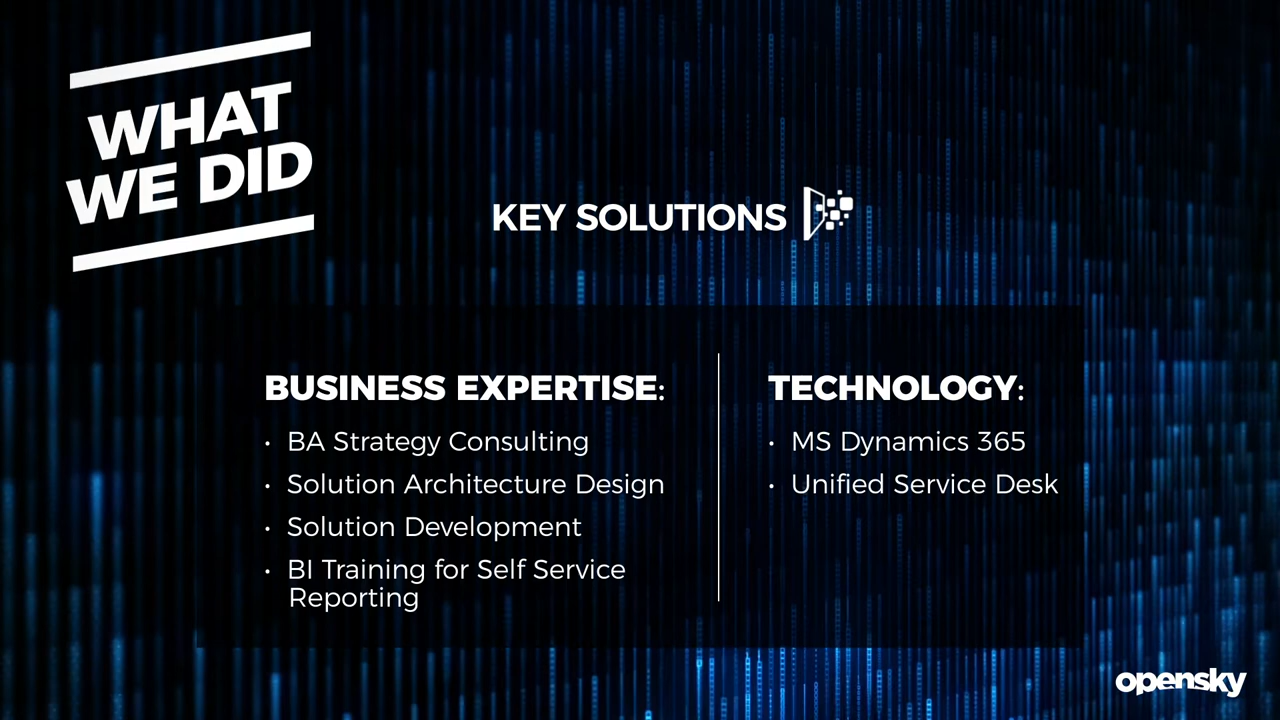 WHAT
WE DID
KEY SOLUTIONS
BUSINESS EXPERTISE:
• BA Strategy Consulting
• Solution Architecture Design
• Solution Development
• BI Training for Self Service
Reporting
TECHNOLOGY:
• MS Dynamics 365
• Unified Service Desk
opensky